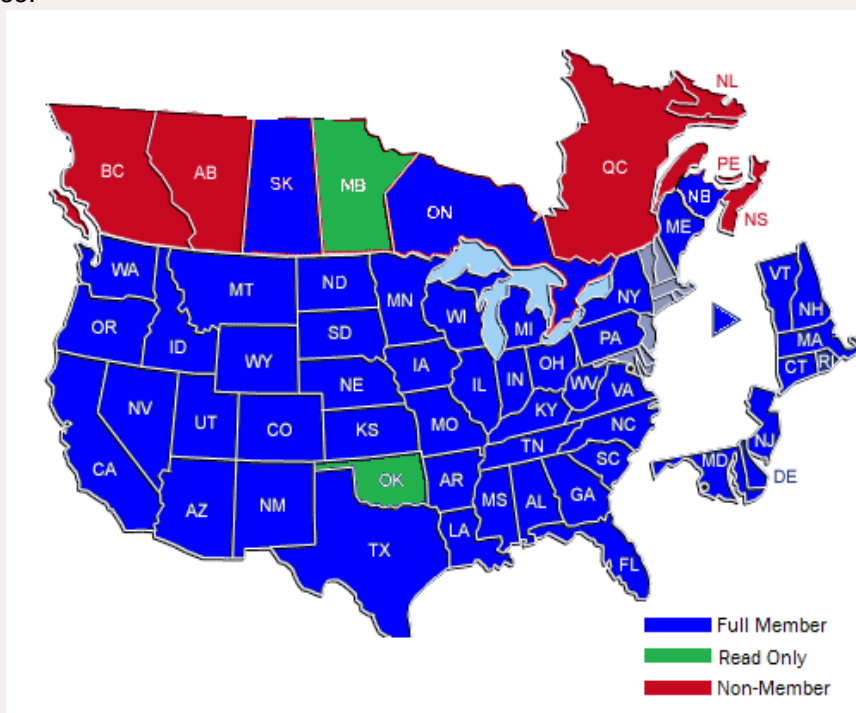 NL
BC
AB
SK
MB
ON
QC
PE
NB
NS
ME
WA
MT
ND
MN
OR
ID
WY
SD
WI
MI
NY
NE
IA
IL
IN
OH
PA
NV
UT
CO
KS
MO
KY
WV
VA
CA
AZ
NM
OK
AR
TN
NC
SC
TX
LA
MS
AL
GA
FL
VT
NH
MA
CT
RI
NJ
MD
DE
Full Member
Read Only
Non-Member